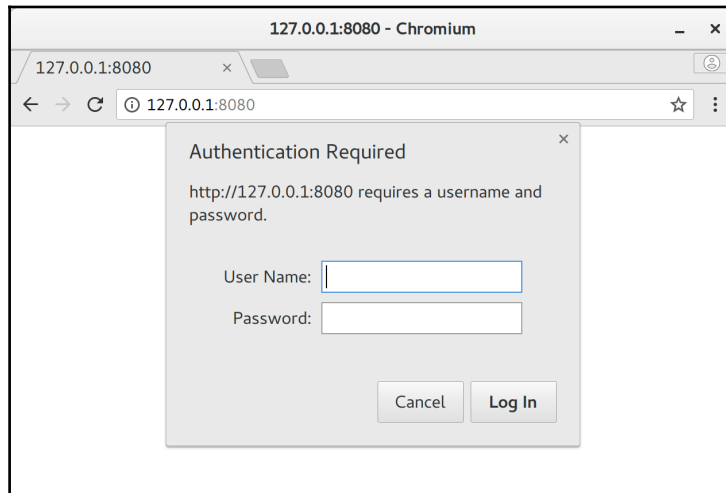 127.0.0.1:8080 - Chromium
127.0.0.1:8080
127.0.0.1:8080
Authentication Required
http://127.0.0.1:8080 requires a username and
password.
User Name:
Password:
Cancel Log In